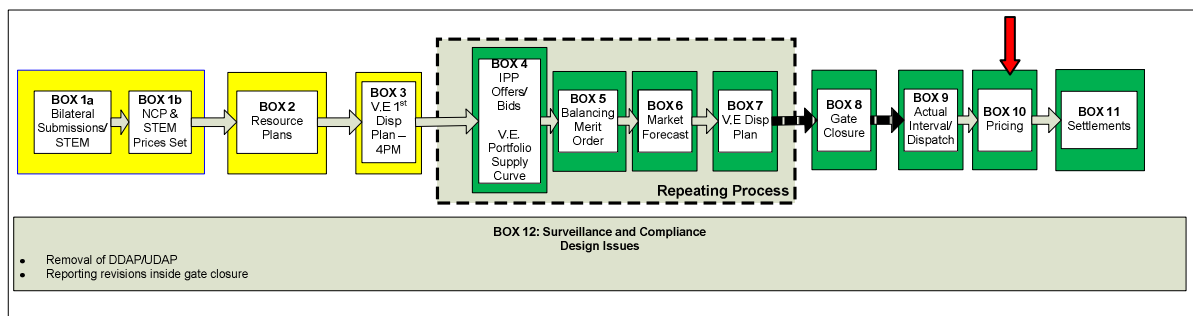 BOX 1a
Bilateral
Submissions/
STEM
BOX 1b
NCP &
STEM
Prices Set
BOX 2
Resource
Plans
BOX 3
V.E 1st
Disp
Plan –
4PM
BOX 4
IPP
Offers/
Bids
V.E.
Portfolio
Supply
Curve
BOX 5
Balancing
Merit
Order
BOX 6
Market
Forecast
BOX 7
V.E Disp
Plan
Repeating Process
BOX 8
Gate
Closure
BOX 9
Actual
Interval/
Dispatch
BOX 10
Pricing
BOX 11
Settlements
BOX 12: Surveillance and Compliance
Design Issues
● Removal of DDAP/UDAP
● Reporting revisions inside gate closure